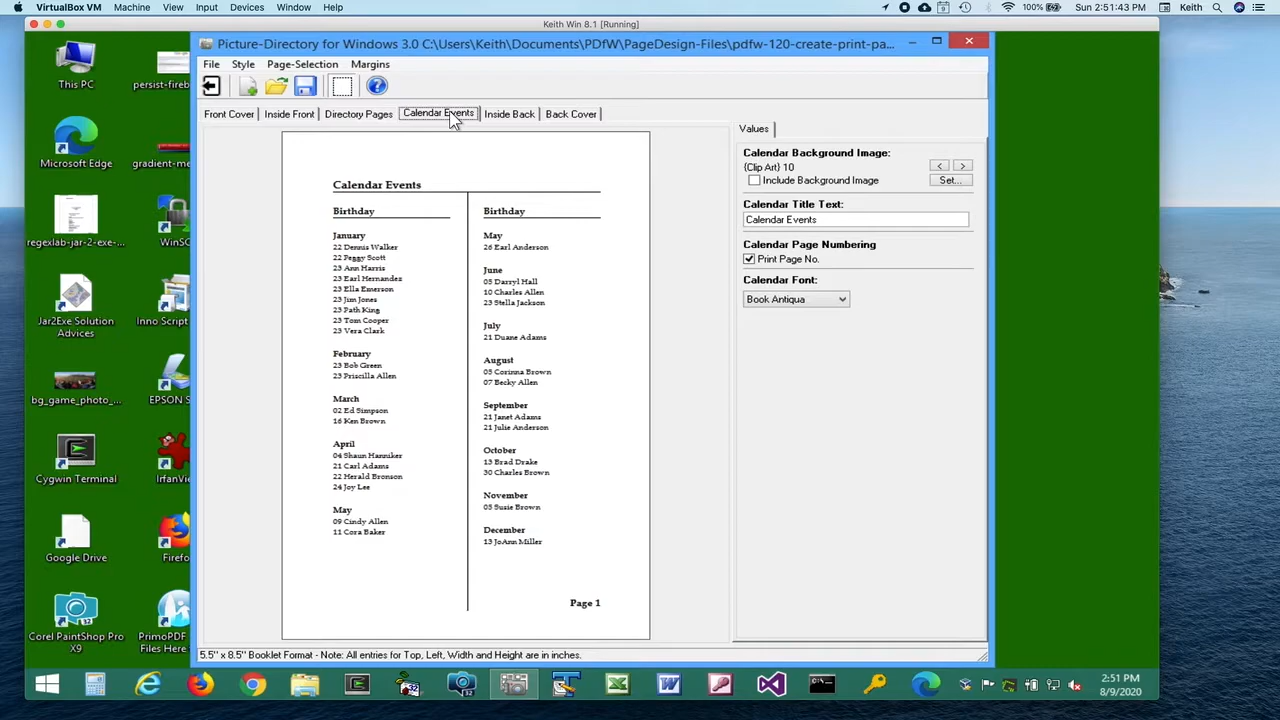 VirtualBox VM Machine View Input Devices Window Help
100%
Sun 2:51:43 PM Keith
Keith Win 8.1 [Running]
Picture-Directory for Windows 3.0 C:\Users\Keith\Documents\PDfW\PageDesign-Files\pdfw-120-create-print-pa...
File Style Page-Selection Margins
Front Cover Inside Front Directory Pages Calendar Events Inside Back Back Cover
Calendar Events
Birthday
January
22 Dennis Walker
22 Peggy Scott
23 Ann Harris
23 Earl Hernandez
23 Ella Emerson
23 Jim Jones
23 Path King
23 Tom Cooper
23 Vera Clark
February
23 Bob Green
23 Priscilla Allen
March
02 Ed Simpson
16 Ken Brown
April
04 Shaun Hanniker
21 Carl Adams
22 Herald Bronson
24 Joy Lee
May
09 Cindy Allen
11 Cora Baker
Birthday
May
26 Earl Anderson
June
05 Darryl Hall
10 Charles Allen
23 Stella Jackson
July
21 Duane Adams
August
03 Corinna Brown
07 Becky Allen
September
21 Janet Adams
21 Julie Anderson
October
13 Brad Drake
30 Charles Brown
November
03 Susie Brown
December
13 JoAnn Miller
Page 1
Values
Calendar Background Image:
{Clip Art} 10
< >
Include Background Image
Set...
Calendar Title Text:
Calendar Events
Calendar Page Numbering
Print Page No.
Calendar Font:
Book Antiqua
5.5" x 8.5" Booklet Format - Note: All entries for Top, Left, Width and Height are in inches.
This PC
persist-fireb
Microsoft Edge
gradient-me
regexlab-jar-2-exe-...
WinSC
Jar2Exe Solution
Advices
Inno Script
bg_game_photo_...
EPSON S
Cygwin Terminal
IrfanVie
Google Drive
Firefo
Corel PaintShop Pro
X9
PrimoPDF
Files Here
2:51 PM
8/9/2020